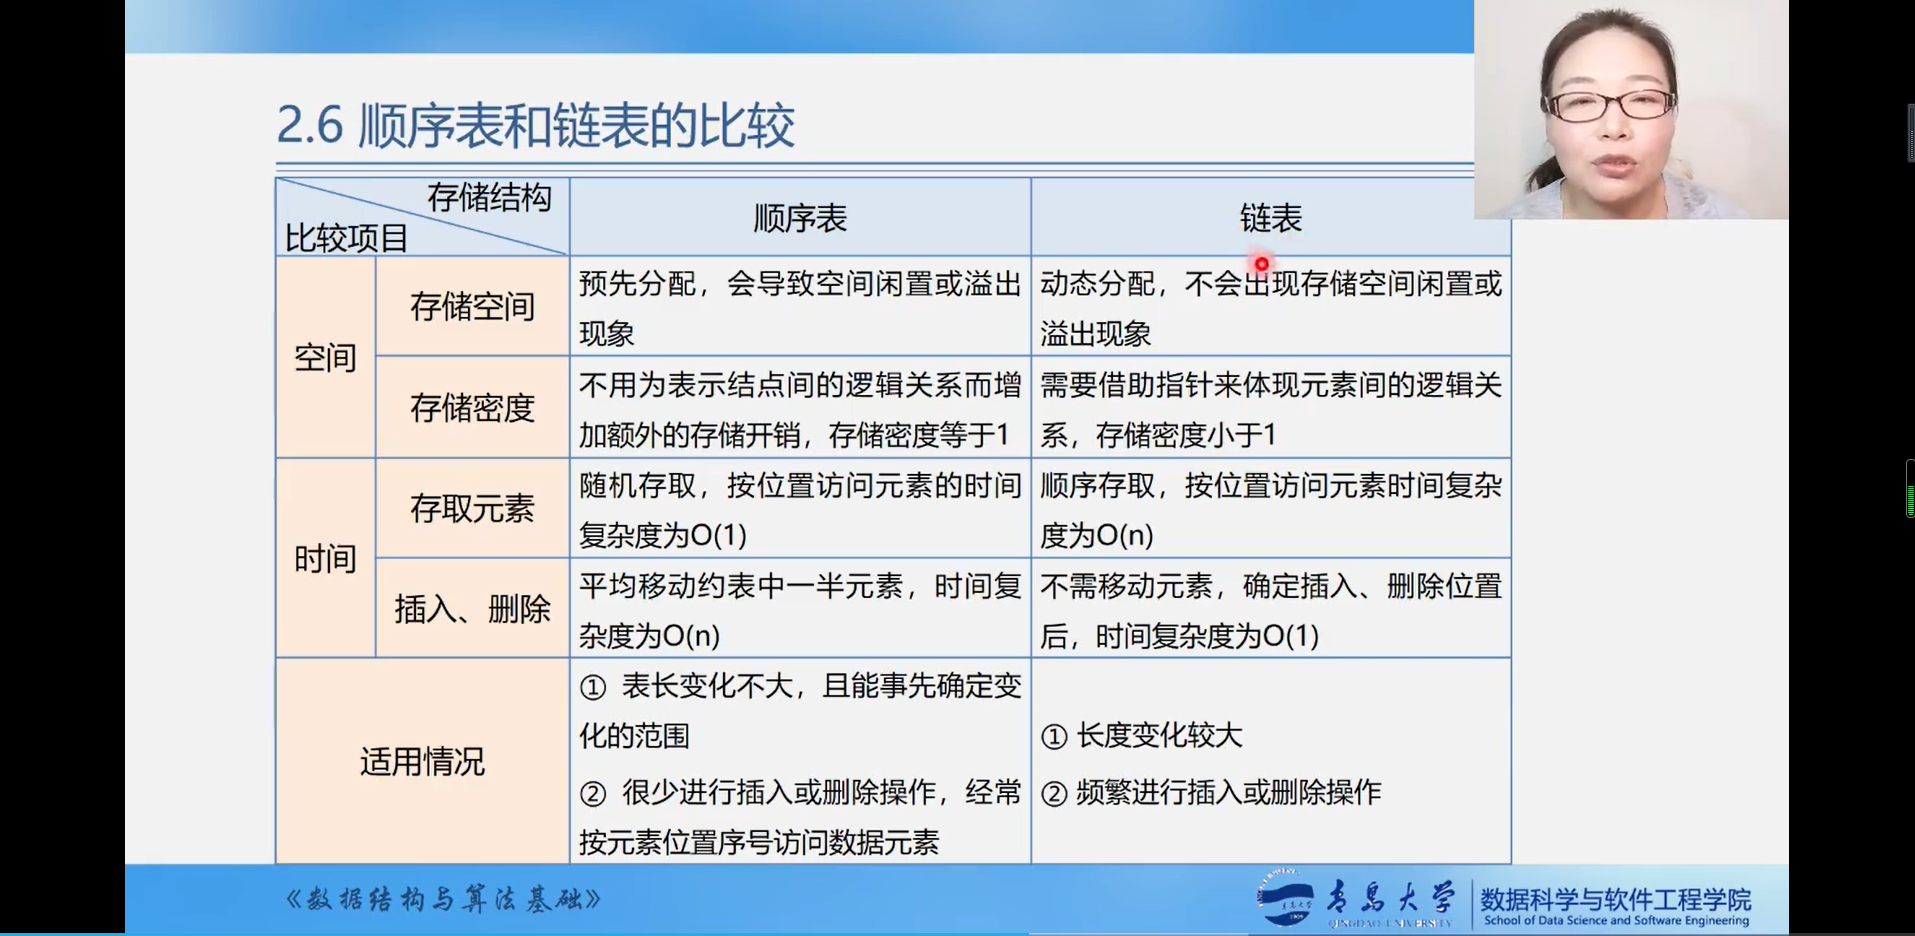 2.6 顺序表和链表的比较
存储结构
比较项目
顺序表
链表
空间
存储空间
预先分配，会导致空间闲置或溢出
现象
动态分配，不会出现存储空间闲置或
溢出现象
存储密度
不用为表示结点间的逻辑关系而增
加额外的存储开销，存储密度等于1
需要借助指针来体现元素间的逻辑关
系，存储密度小于1
时间
存取元素
随机存取，按位置访问元素的时间
复杂度为O(1)
顺序存取，按位置访问元素时间复杂
度为O(n)
插入、删除
平均移动约表中一半元素，时间复
杂度为O(n)
不需移动元素，确定插入、删除位置
后，时间复杂度为O(1)
适用情况
① 表长变化不大，且能事先确定变
化的范围
② 很少进行插入或删除操作，经常
按元素位置序号访问数据元素
① 长度变化较大
② 频繁进行插入或删除操作
《数据结构与算法基础》
青岛大学
QINGDAO UNIVERSITY
数据科学与软件工程学院
School of Data Science and Software Engineering